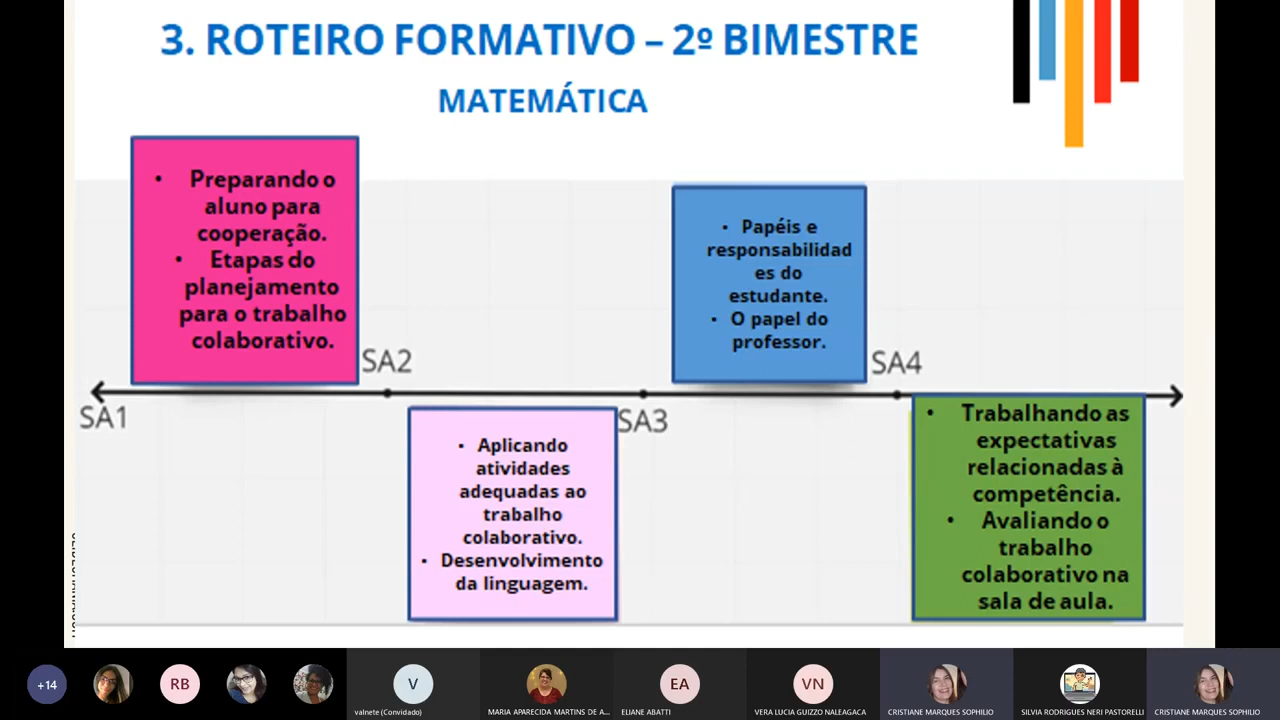 3. ROTEIRO FORMATIVO – 2º BIMESTRE
MATEMÁTICA
• Preparando o
aluno para
cooperação.
• Etapas do
planejamento
para o trabalho
colaborativo.
• Papéis e
responsabilidad
es do
estudante.
• O papel do
professor.
SA2
SA4
SA1
SA3
• Aplicando
atividades
adequadas ao
trabalho
colaborativo.
• Desenvolvimento
da linguagem.
• Trabalhando as
expectativas
relacionadas à
competência.
• Avaliando o
trabalho
colaborativo na
sala de aula.
+14
RB
V
EA
VN
valnete (Convidado)
MARIA APARECIDA MARTINS DE A...
ELIANE ABATTI
VERA LUCIA GUIZZO NALEAGACA
CRISTIANE MARQUES SOPHILIO
SILVIA RODRIGUES NERI PASTORELLI
CRISTIANE MARQUES SOPHILIO